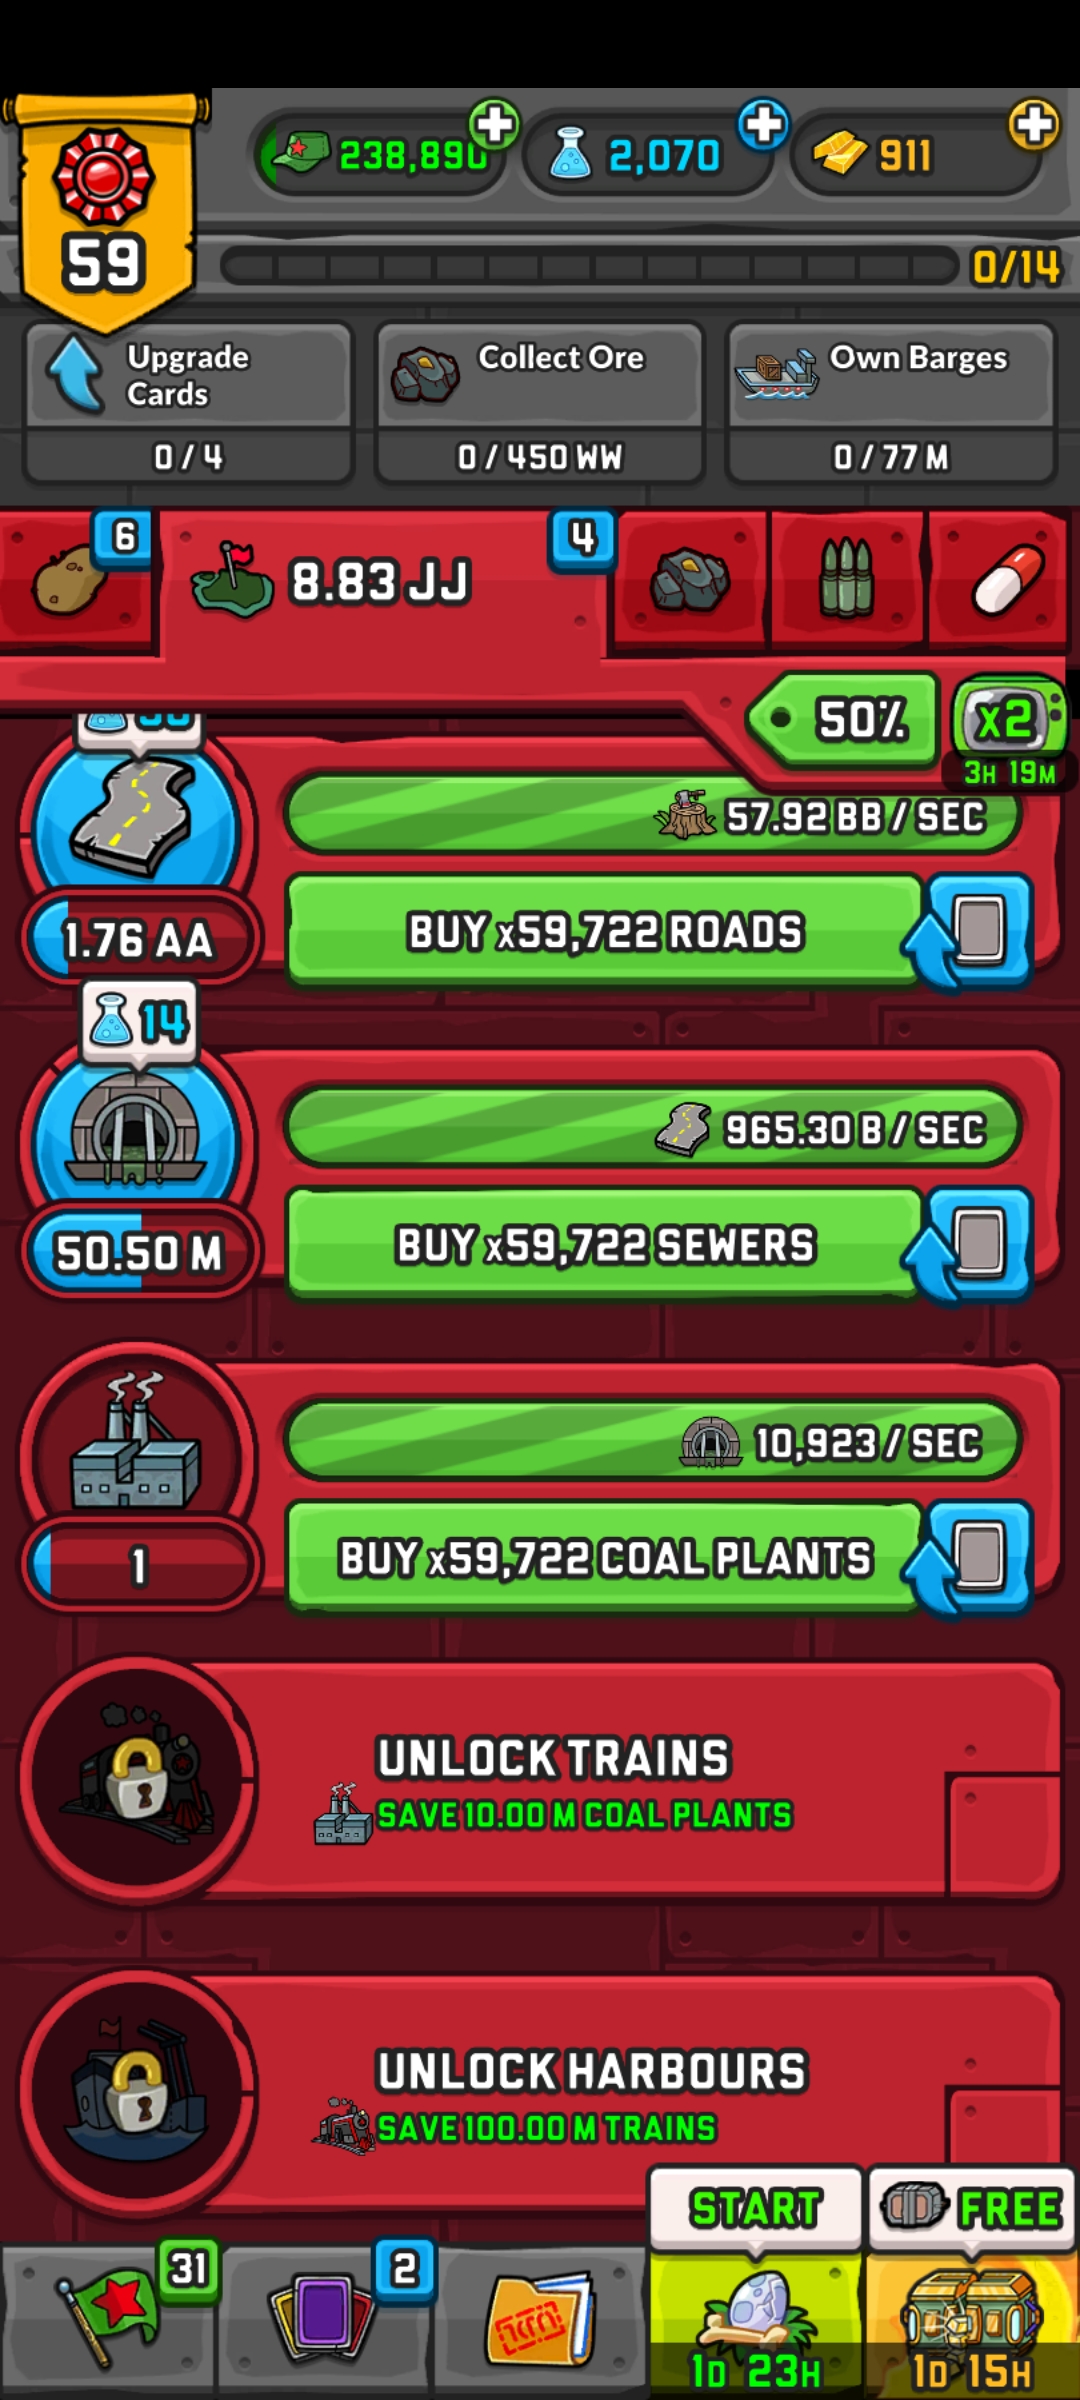 59
238,890
2,070
911
0/14
Upgrade Cards
0 / 4
Collect Ore
0 / 450 WW
Own Barges
0 / 77 M
6
8.83 JJ
4
50%
x2
3H 19M
57.92 BB / SEC
1.76 AA
BUY x59,722 ROADS
14
965.30 B / SEC
50.50 M
BUY x59,722 SEWERS
10,923 / SEC
1
BUY x59,722 COAL PLANTS
UNLOCK TRAINS
SAVE 10.00 M COAL PLANTS
UNLOCK HARBOURS
SAVE 100.00 M TRAINS
START
FREE
31
2
1D 23H
1D 15H